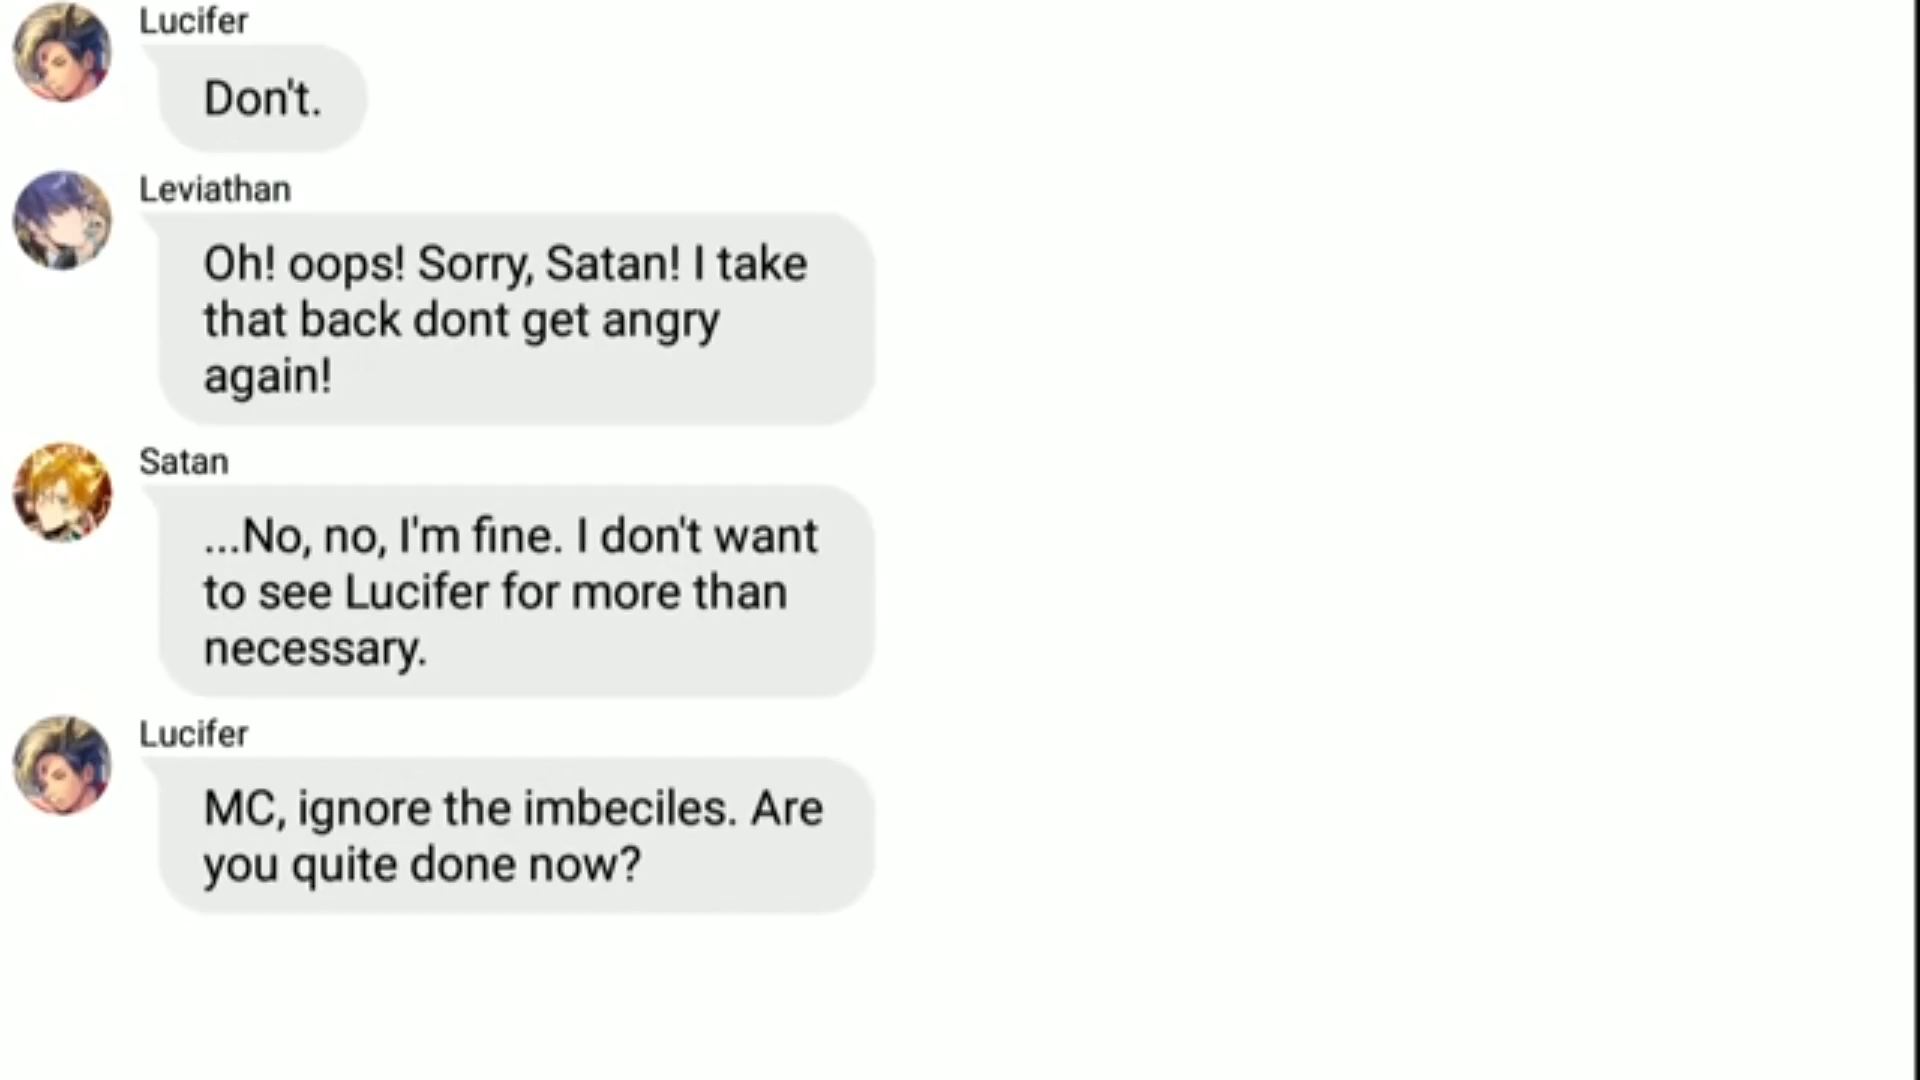 Lucifer
Don't.
Leviathan
Oh! oops! Sorry, Satan! I take
that back dont get angry
again!
Satan
...No, no, I'm fine. I don't want
to see Lucifer for more than
necessary.
Lucifer
MC, ignore the imbeciles. Are
you quite done now?